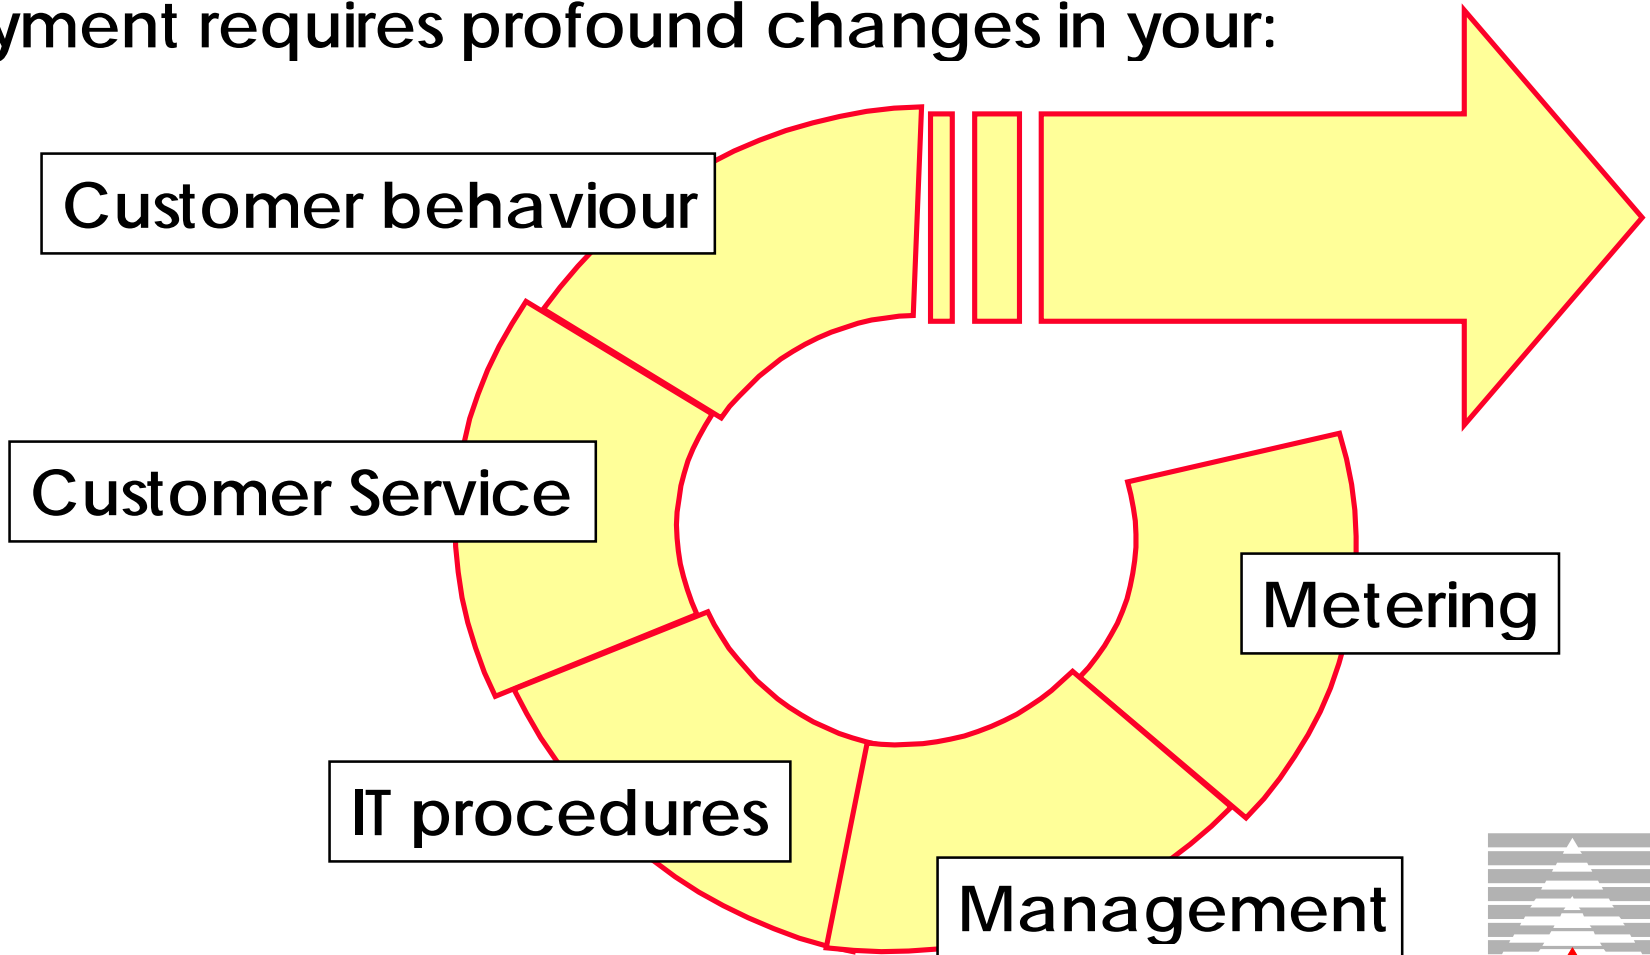 yment requires profound changes in your:
Customer behaviour
Customer Service
Metering
IT procedures
Management